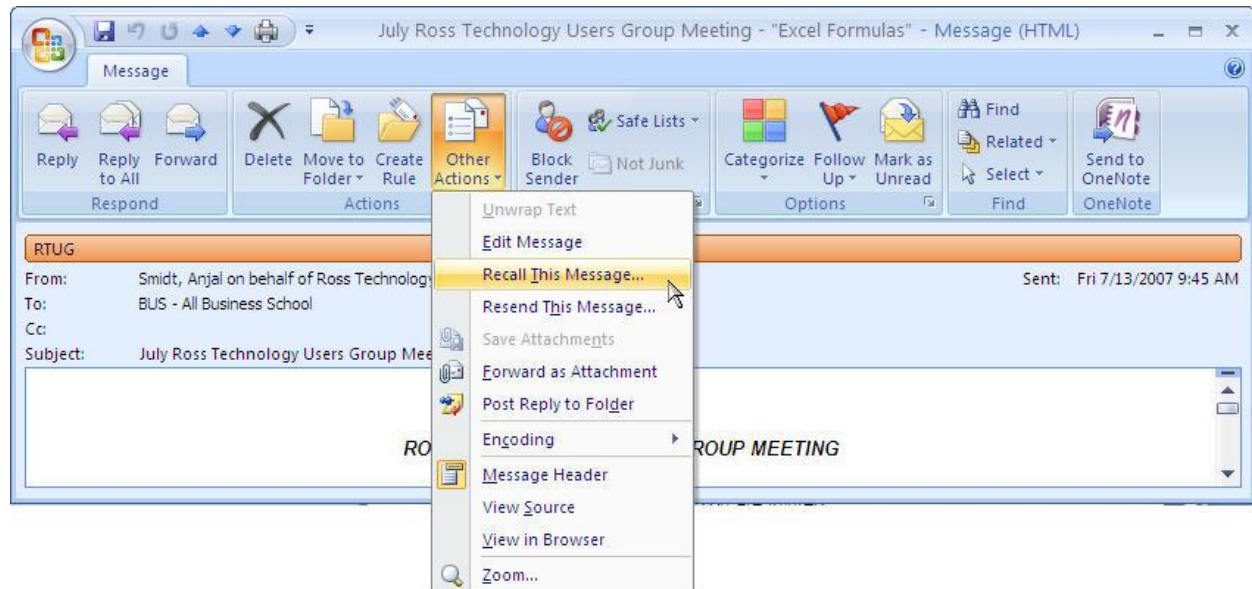 July Ross Technology Users Group Meeting - "Excel Formulas" - Message (HTML)
Message
Reply Reply to All Forward Delete Move to Folder Create Rule Other Actions Block Sender Safe Lists Not Junk Categorize Follow Up Mark as Unread Find Related Select Send to OneNote
Respond Actions Options Find OneNote
Unwrap Text
Edit Message
Recall This Message...
Resend This Message...
Save Attachments
Forward as Attachment
Post Reply to Folder
Encoding
Message Header
View Source
View in Browser
Zoom...
RTUG
From: Smidt, Anjal on behalf of Ross Technology Sent: Fri 7/13/2007 9:45 AM
To: BUS - All Business School
Cc:
Subject: July Ross Technology Users Group
GROUP MEETING